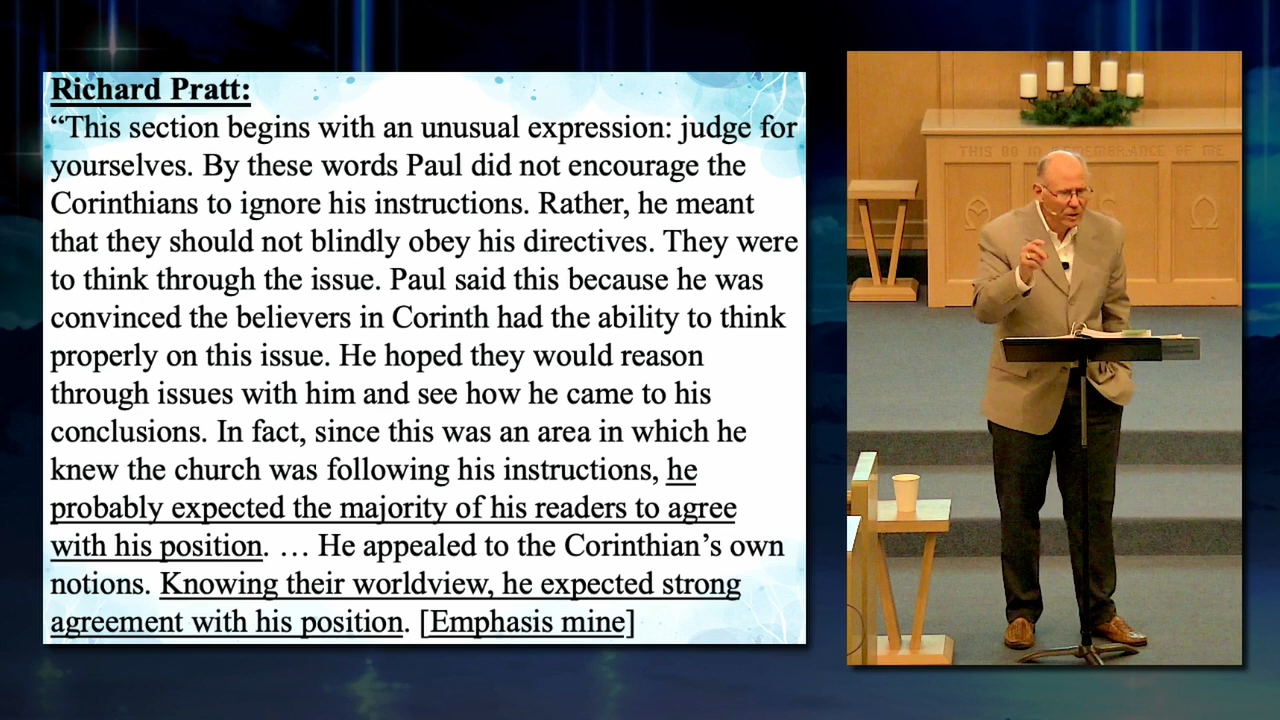 Richard Pratt:
“This section begins with an unusual expression: judge for
yourselves. By these words Paul did not encourage the
Corinthians to ignore his instructions. Rather, he meant
that they should not blindly obey his directives. They were
to think through the issue. Paul said this because he was
convinced the believers in Corinth had the ability to think
properly on this issue. He hoped they would reason
through issues with him and see how he came to his
conclusions. In fact, since this was an area in which he
knew the church was following his instructions, he
probably expected the majority of his readers to agree
with his position. … He appealed to the Corinthian’s own
notions. Knowing their worldview, he expected strong
agreement with his position. [Emphasis mine]
THIS DO IN REMEMBRANCE OF ME